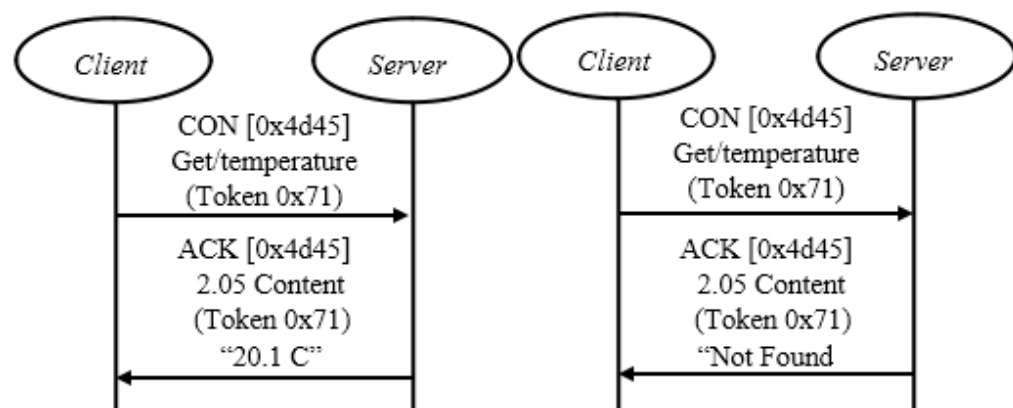 Client
Server
CON [0x4d45]
Get/temperature
(Token 0x71)
ACK [0x4d45]
2.05 Content
(Token 0x71)
“20.1 C”
Client
Server
CON [0x4d45]
Get/temperature
(Token 0x71)
ACK [0x4d45]
2.05 Content
(Token 0x71)
“Not Found